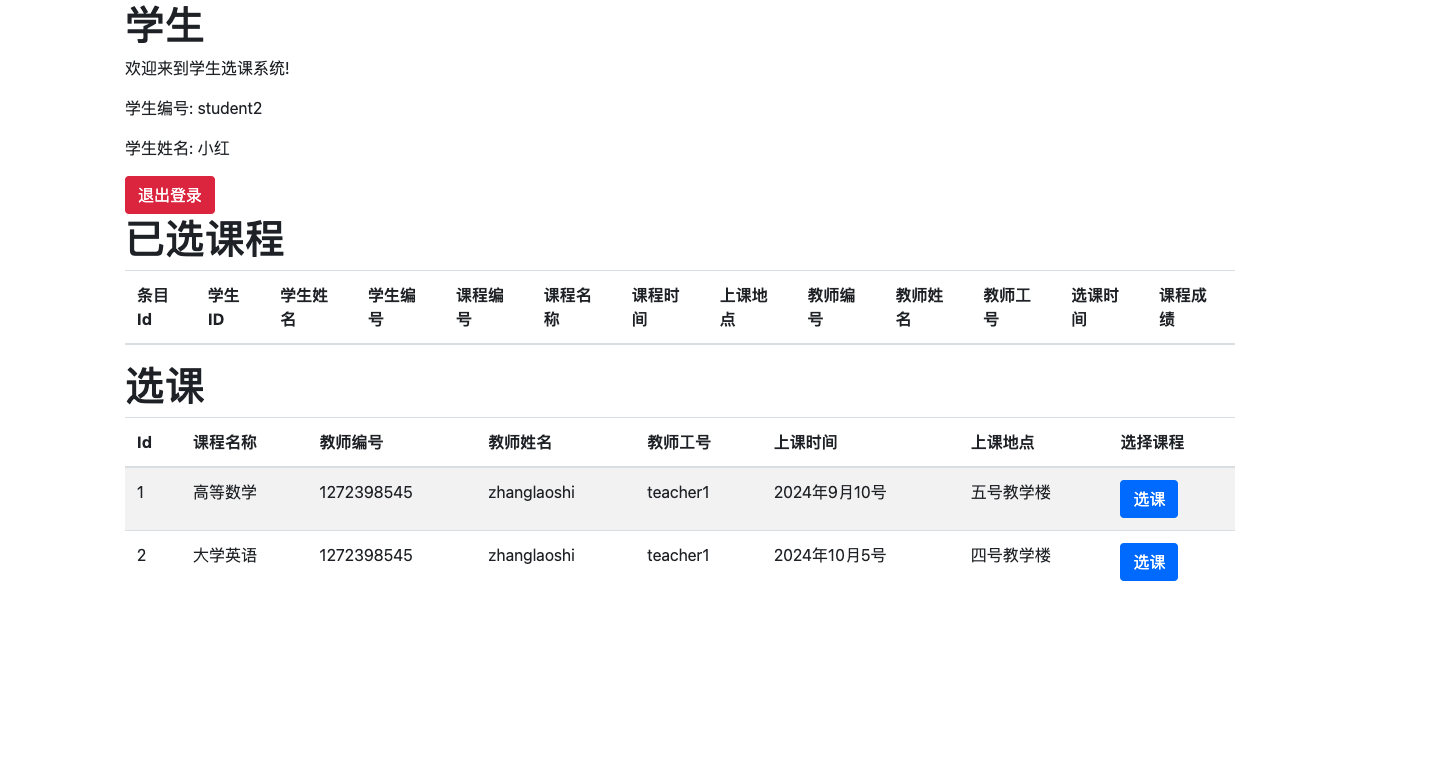 学生
欢迎来到学生选课系统!
学生编号: student2
学生姓名: 小红
退出登录
已选课程
条目Id 学生ID 学生姓名 学生编号 课程编号 课程名称 课程时间 上课地点 教师编号 教师姓名 教师工号 选课时间 课程成绩
选课
Id 课程名称 教师编号 教师姓名 教师工号 上课时间 上课地点 选择课程
1 高等数学 1272398545 zhanglaoshi teacher1 2024年9月10号 五号教学楼 选课
2 大学英语 1272398545 zhanglaoshi teacher1 2024年10月5号 四号教学楼 选课